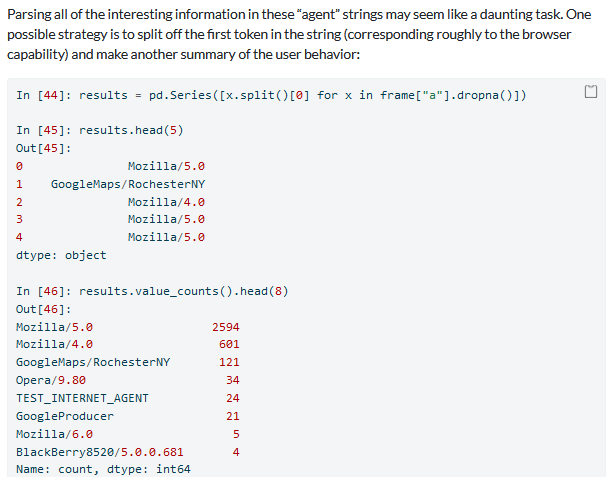 Parsing all of the interesting information in these “agent” strings may seem like a daunting task. One
possible strategy is to split off the first token in the string (corresponding roughly to the browser
capability) and make another summary of the user behavior:
In [44]: results = pd.Series([x.split()[0] for x in frame["a"].dropna()])
In [45]: results.head(5)
Out[45]:
0 Mozilla/5.0
1 GoogleMaps/RochesterNY
2 Mozilla/4.0
3 Mozilla/5.0
4 Mozilla/5.0
dtype: object
In [46]: results.value_counts().head(8)
Out[46]:
Mozilla/5.0 2594
Mozilla/4.0 601
GoogleMaps/RochesterNY 121
Opera/9.80 34
TEST_INTERNET_AGENT 24
GoogleProducer 21
Mozilla/6.0 5
BlackBerry8520/5.0.0.681 4
Name: count, dtype: int64